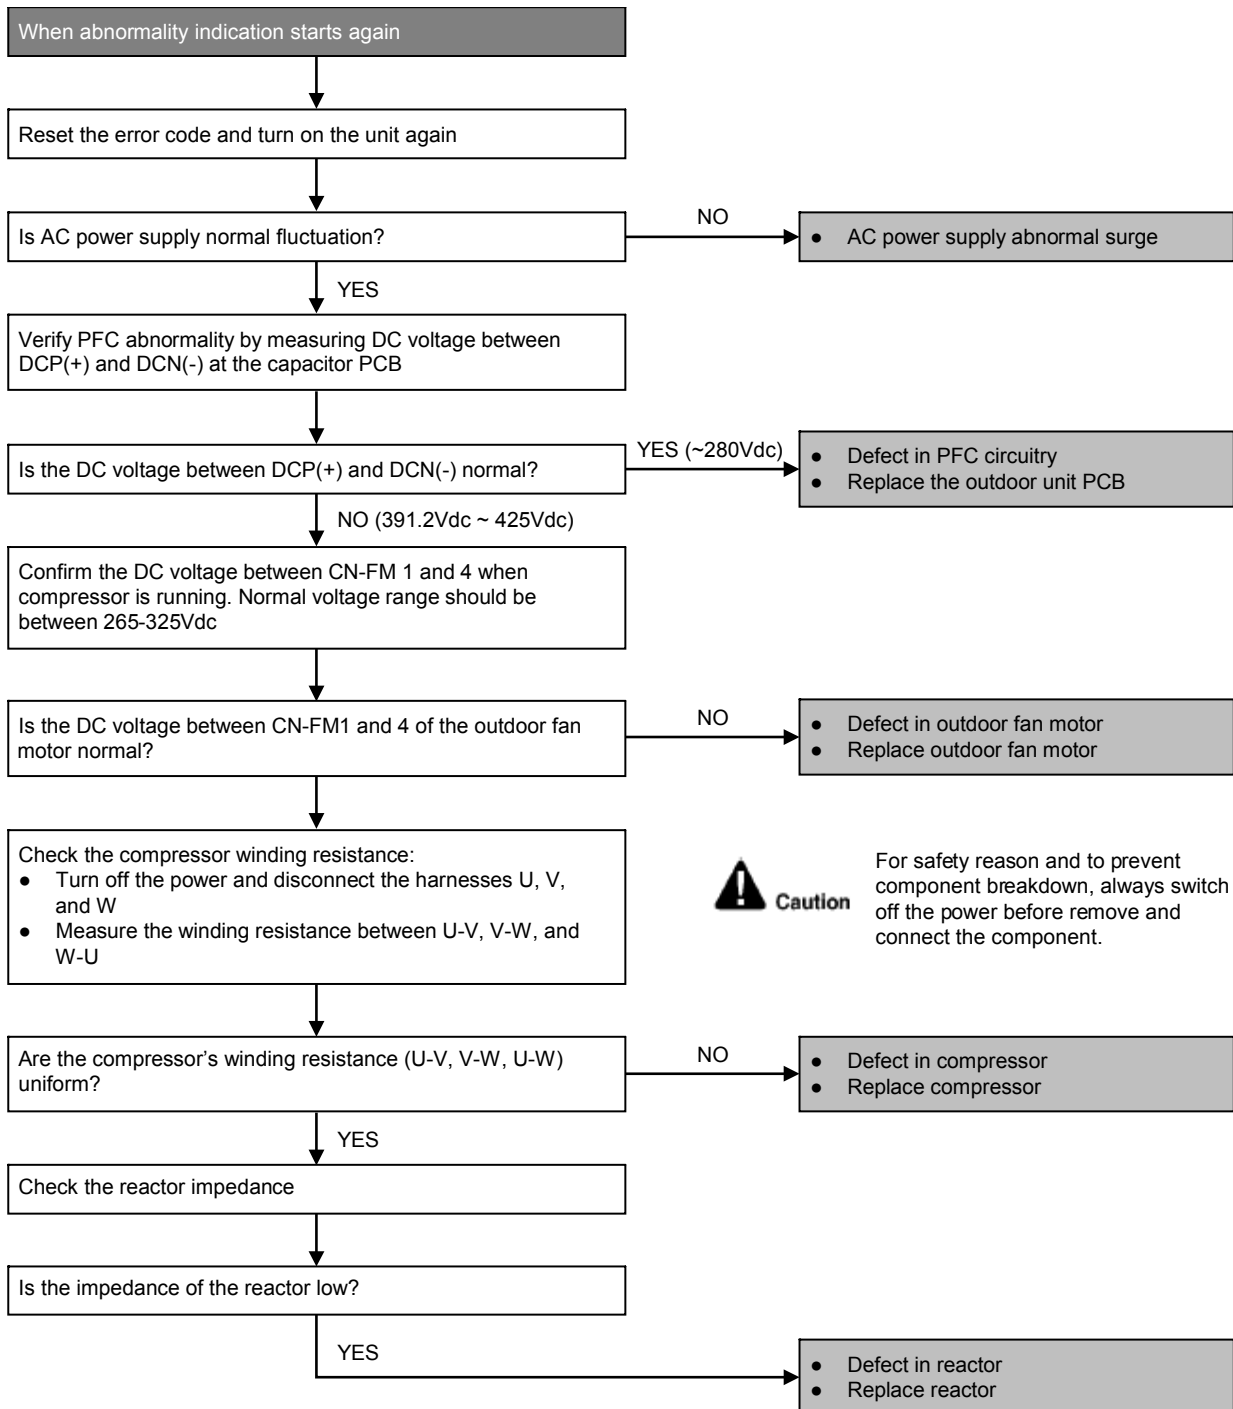 When abnormality indication starts again
Reset the error code and turn on the unit again
Is AC power supply normal fluctuation?
NO
● AC power supply abnormal surge
YES
Verify PFC abnormality by measuring DC voltage between
DCP(+) and DCN(-) at the capacitor PCB
Is the DC voltage between DCP(+) and DCN(-) normal?
YES (~280Vdc)
● Defect in PFC circuitry
● Replace the outdoor unit PCB
NO (391.2Vdc ~ 425Vdc)
Confirm the DC voltage between CN-FM 1 and 4 when
compressor is running. Normal voltage range should be
between 265-325Vdc
Is the DC voltage between CN-FM1 and 4 of the outdoor fan
motor normal?
NO
● Defect in outdoor fan motor
● Replace outdoor fan motor
Check the compressor winding resistance:
● Turn off the power and disconnect the harnesses U, V,
and W
● Measure the winding resistance between U-V, V-W, and
W-U
Caution
For safety reason and to prevent
component breakdown, always switch
off the power before remove and
connect the component.
Are the compressor’s winding resistance (U-V, V-W, U-W)
uniform?
NO
● Defect in compressor
● Replace compressor
YES
Check the reactor impedance
Is the impedance of the reactor low?
YES
● Defect in reactor
● Replace reactor